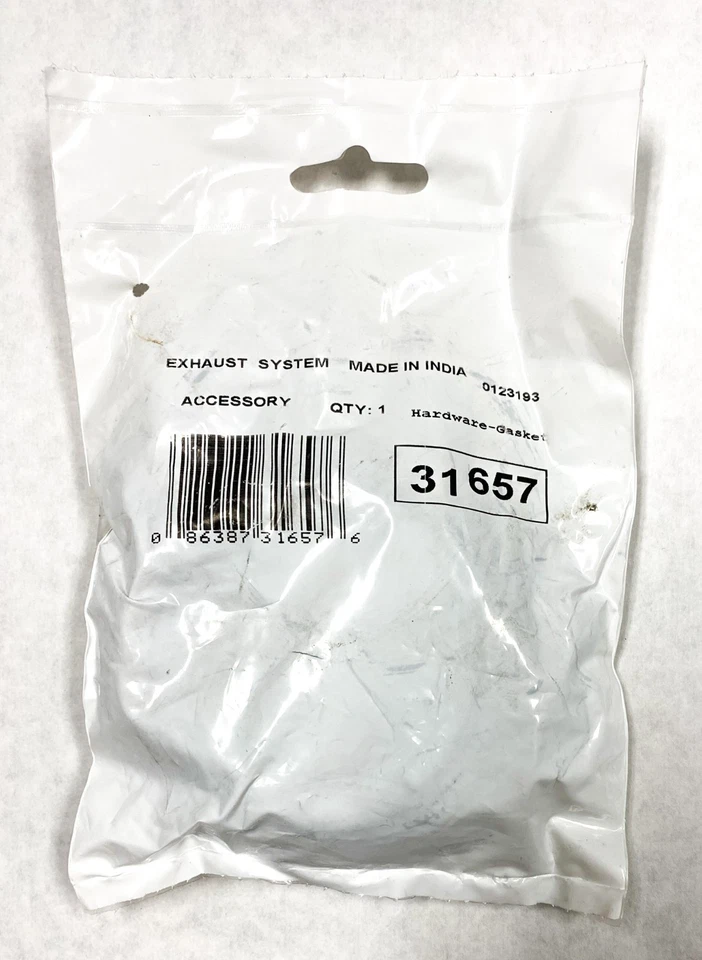 EXHAUST SYSTEM MADE IN INDIA 0123193
ACCESSORY QTY: 1 Hardware-Gasket
31657
0 86387 31657 6